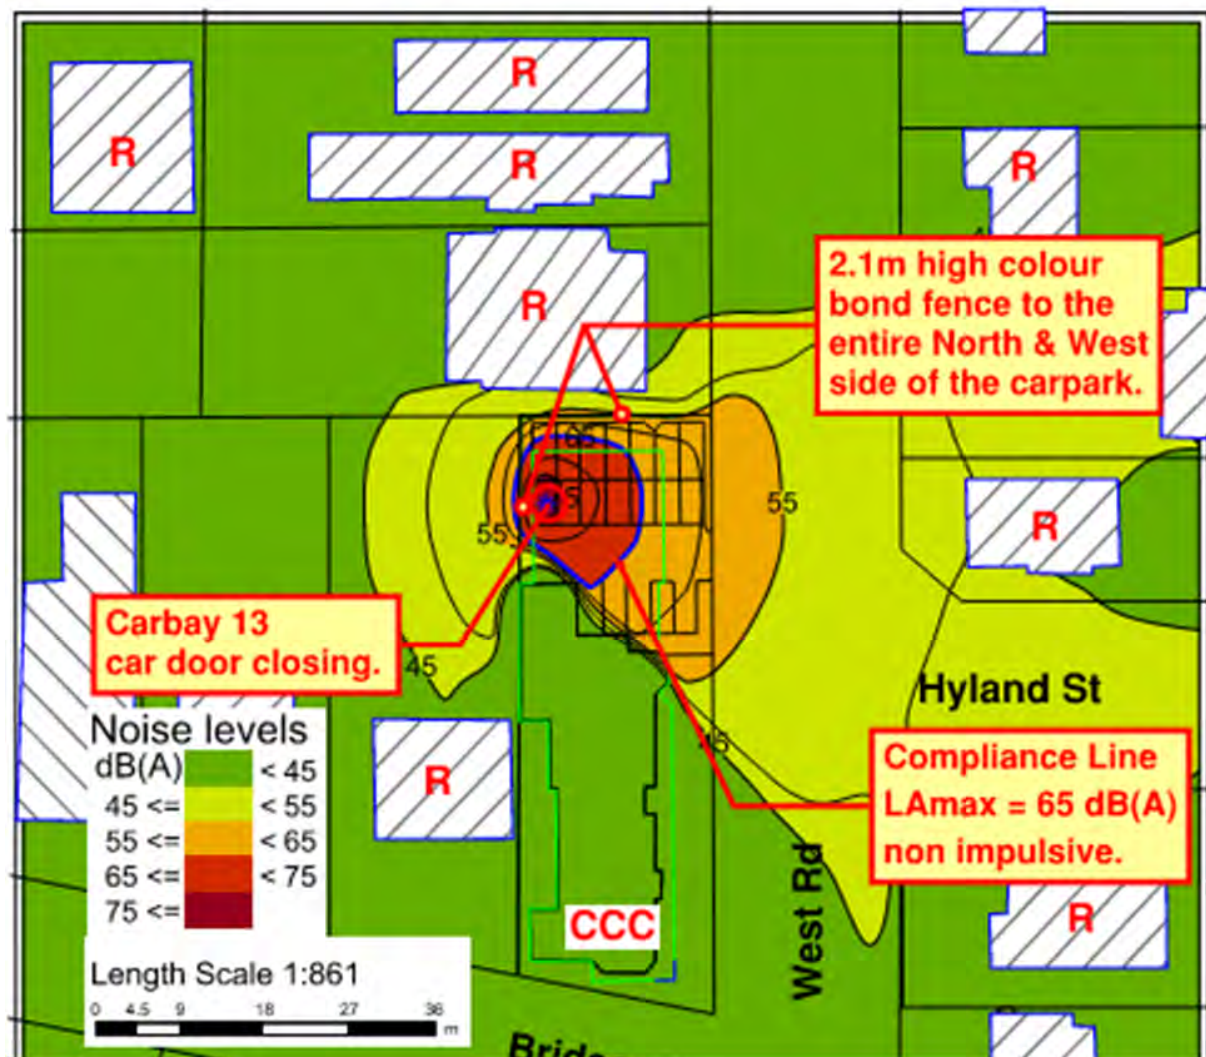 R
R
R
R
R
2.1m high colour
bond fence to the
entire North & West
side of the carpark.
65
55
55
R
Carbay 13
car door closing.
45
Hyland St
Noise levels
dB(A)
< 45
45 <= < 55
55 <= < 65
65 <= < 75
75 <=
R
45
Compliance Line
LAmax = 65 dB(A)
non impulsive.
West Rd
CCC
R
Length Scale 1:861
0 4.5 9 18 27 36
m